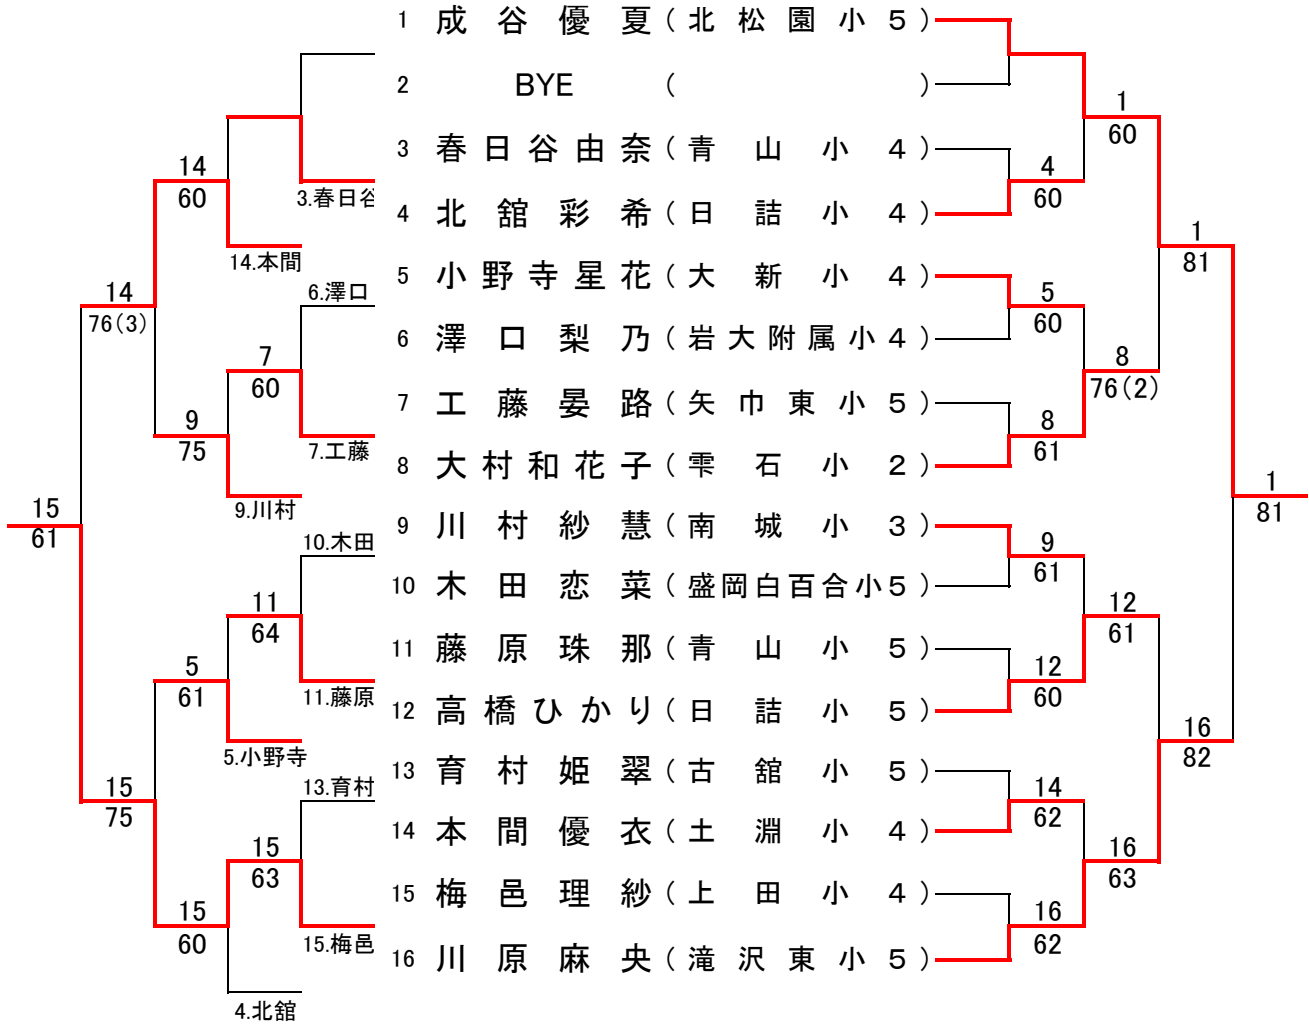 1 成谷優夏(北松園小5)
2 BYE ( )
3 春日谷由奈(青山小4)
4 北舘彩希(日詰小4)
5 小野寺星花(大新小4)
6 澤口梨乃(岩大附属小4)
7 工藤晏路(矢巾東小5)
8 大村和花子(雫石小2)
9 川村紗慧(南城小3)
10 木田恋菜(盛岡白百合小5)
11 藤原珠那(青山小5)
12 高橋ひかり(日詰小5)
13 育村姫翠(古舘小5)
14 本間優衣(土淵小4)
15 梅邑理紗(上田小4)
16 川原麻央(滝沢東小5)
3.春日谷
14
60
14.本間
6.澤口
14
76(3)
7
60
7.工藤
9
75
9.川村
15
61
10.木田
11
64
11.藤原
5
61
5.小野寺
13.育村
15
75
15
63
15.梅邑
15
60
4.北舘
1
60
4
60
1
81
5
60
8
76(2)
8
61
1
81
9
61
12
61
12
60
16
82
14
62
16
63
16
62